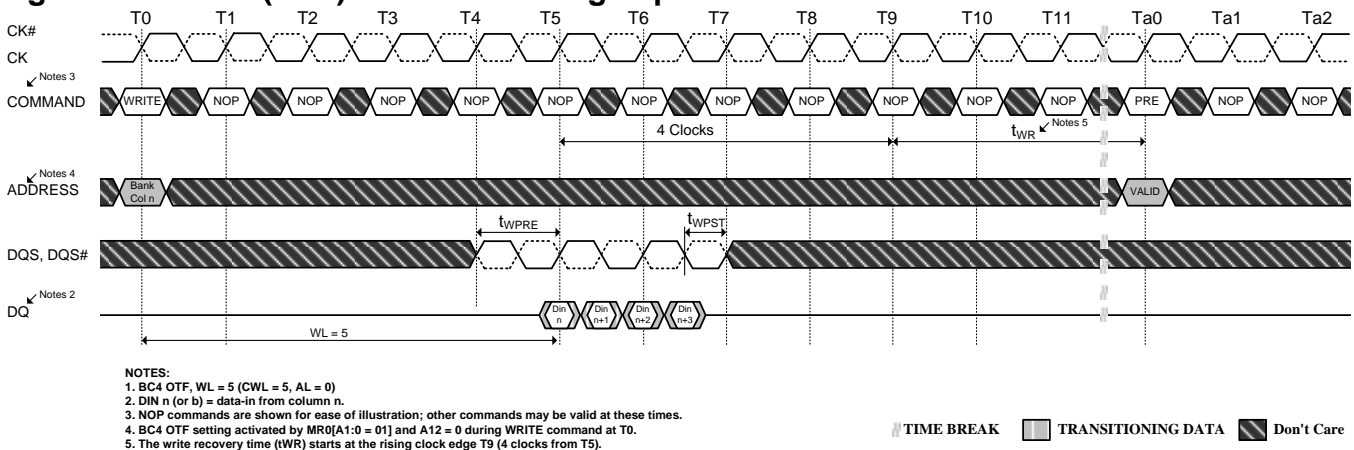 T0 T1 T2 T3 T4 T5 T6 T7 T8 T9 T10 T11 Ta0 Ta1 Ta2
CK#
CK
Notes 3
COMMAND WRITE NOP NOP NOP NOP NOP NOP NOP NOP NOP NOP NOP PRE NOP NOP
4 Clocks tWR Notes 5
Notes 4
ADDRESS Bank Col n VALID
tWPRE tWPST
DQS, DQS#
Notes 2
DQ Din n Din n+1 Din n+2 Din n+3
WL = 5
NOTES:
1. BC4 OTF, WL = 5 (CWL = 5, AL = 0)
2. DIN n (or b) = data-in from column n.
3. NOP commands are shown for ease of illustration; other commands may be valid at these times.
4. BC4 OTF setting activated by MR0[A1:0 = 01] and A12 = 0 during WRITE command at T0.
5. The write recovery time (tWR) starts at the rising clock edge T9 (4 clocks from T5).
TIME BREAK TRANSITIONING DATA Don't Care